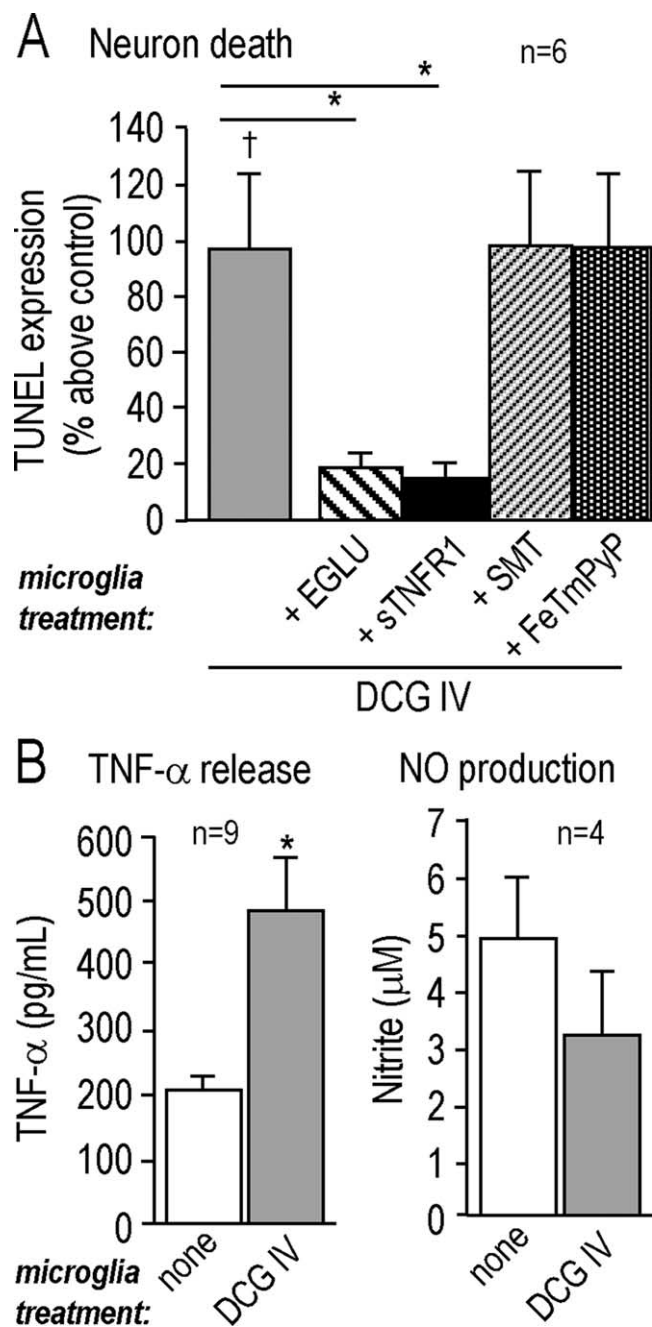 A Neuron death n=6
*
*
†
TUNEL expression
(% above control)
140
120
100
80
60
40
20
0
microglia
treatment:
+ EGLU
+ sTNFR1
+ SMT
+ FeTmPyP
DCG IV
B TNF-α release NO production
n=9
*
TNF-α (pg/mL)
600
500
400
300
200
100
0
none
DCG IV
n=4
Nitrite (µM)
7
6
5
4
3
2
1
0
none
DCG IV
microglia
treatment: